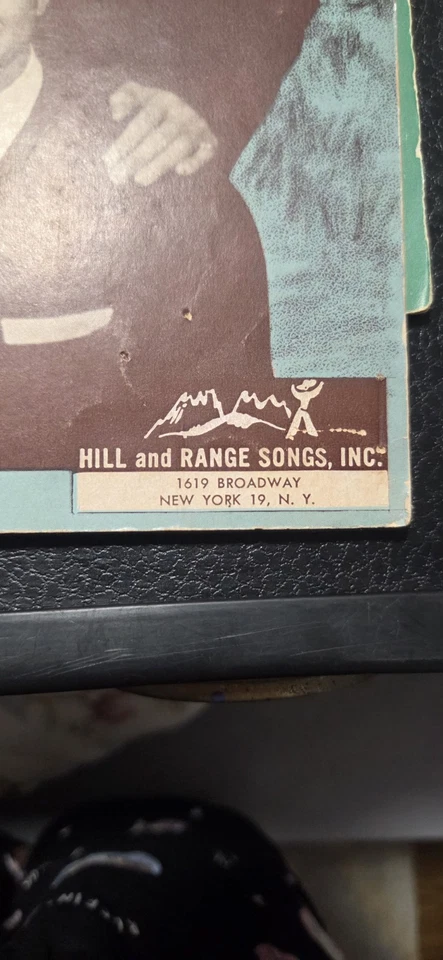 HILL and RANGE SONGS, INC.
1619 BROADWAY
NEW YORK 19, N. Y.